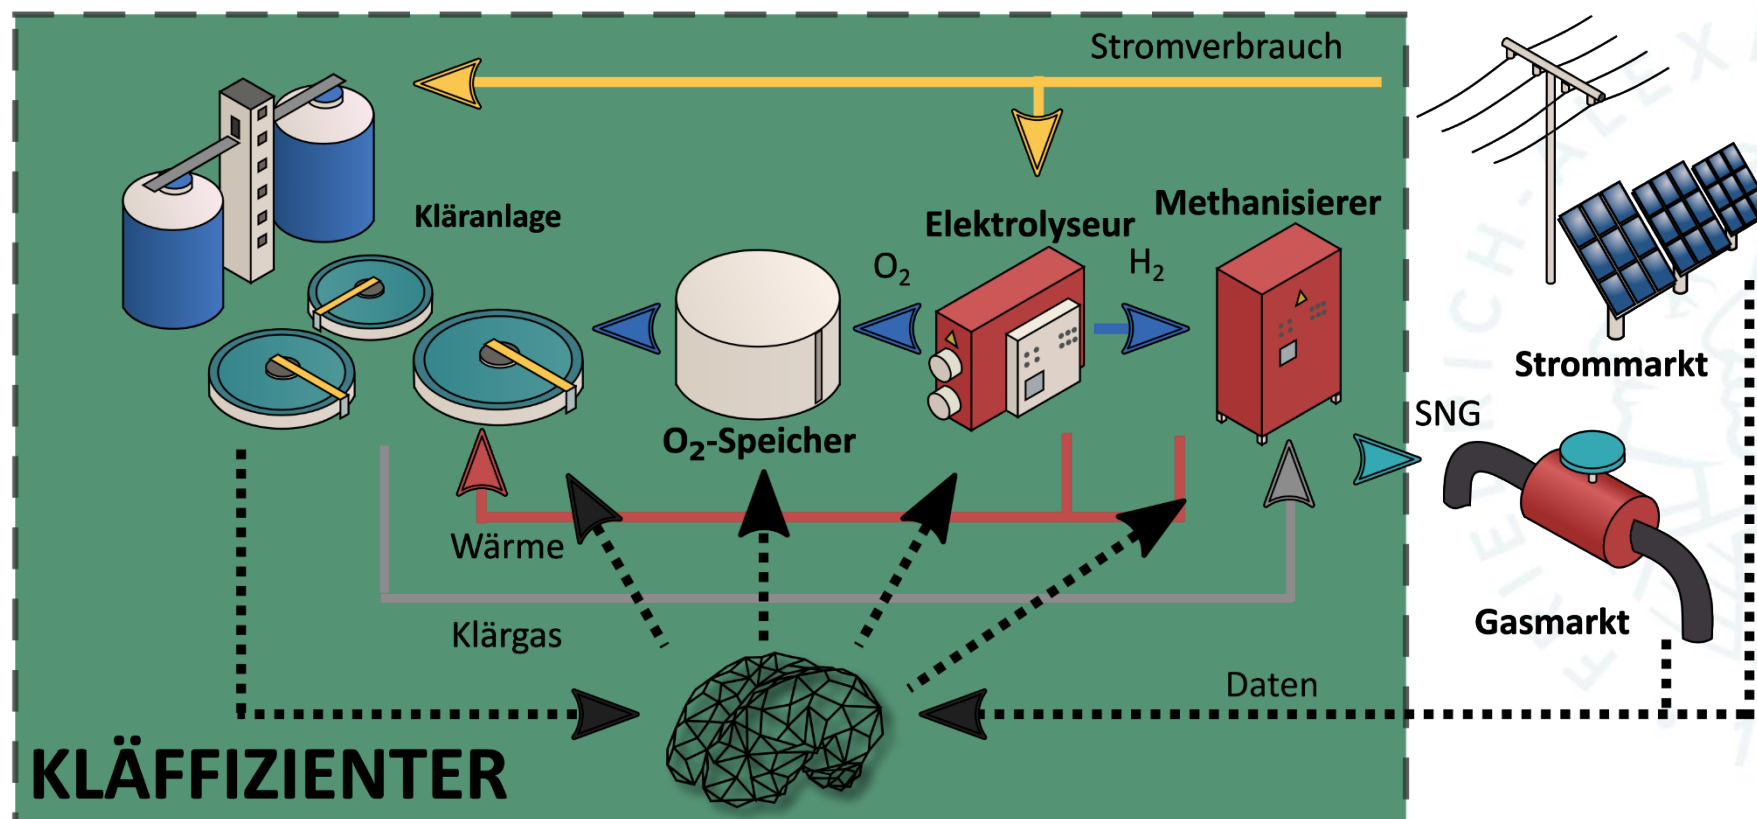 Stromverbrauch
Kläranlage
Elektrolyseur
Methanisierer
O₂
H₂
O₂-Speicher
Strommarkt
SNG
Wärme
Klärgas
Gasmarkt
Daten
KLÄFFIZIENTER